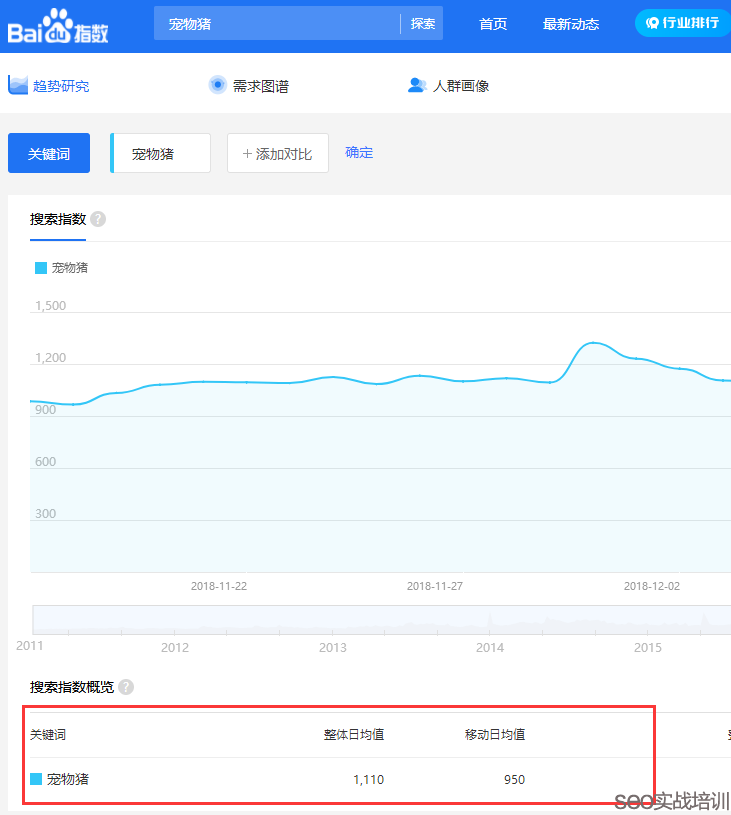 Bai du 指数 宠物猪 探索 首页 最新动态 行业排行
趋势研究 需求图谱 人群画像
关键词 宠物猪 + 添加对比 确定
搜索指数 ?
宠物猪
1,500
1,200
900
600
300
2018-11-22 2018-11-27 2018-12-02
2011 2012 2013 2014 2015
搜索指数概览 ?
关键词 整体日均值 移动日均值
宠物猪 1,110 950
SOO实战培训